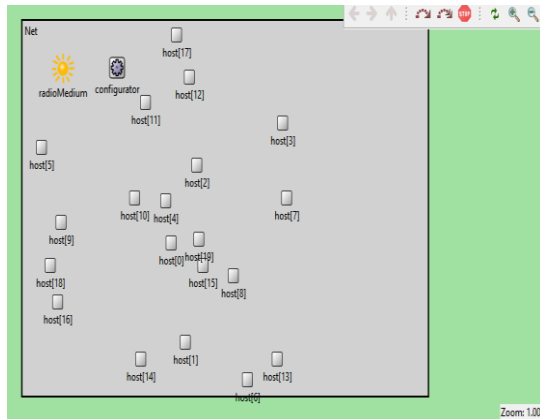 STOP
Net
host[17]
radioMedium
configurator
host[12]
host[11]
host[3]
host[5]
host[2]
host[10]
host[4]
host[7]
host[9]
host[0]
host[19]
host[18]
host[15]
host[8]
host[16]
host[1]
host[14]
host[13]
host[6]
Zoom: 1.00